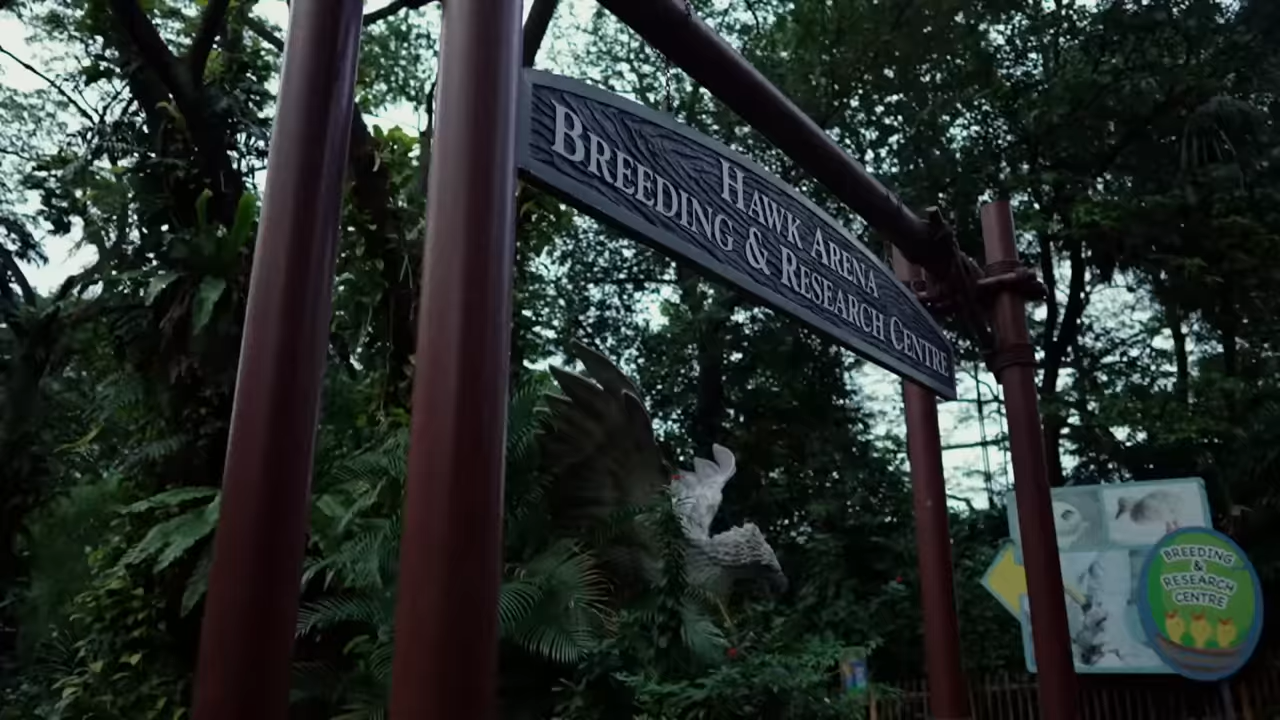 HAWK ARENA
BREEDING & RESEARCH CENTRE
BREEDING
&
RESEARCH
CENTRE